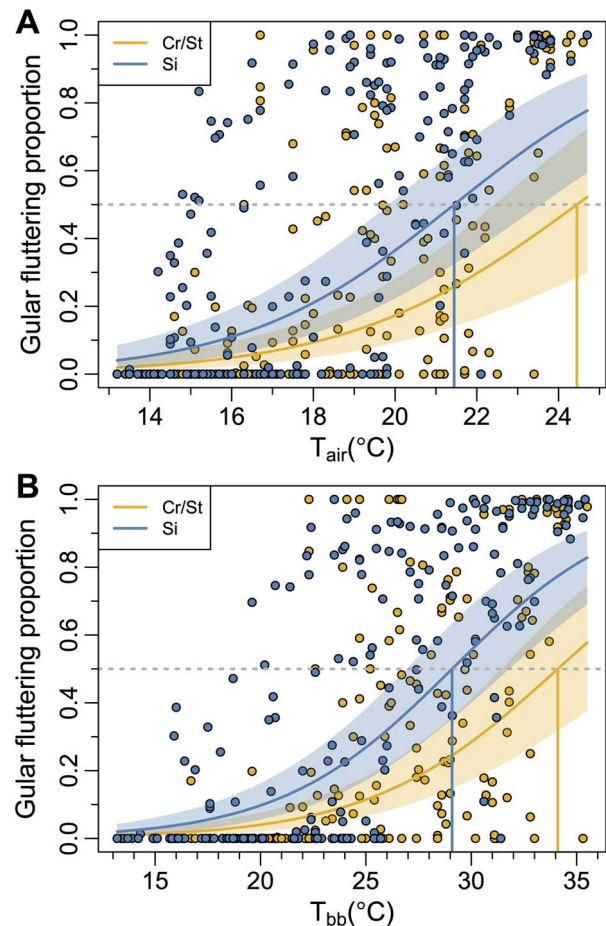 A
Cr/St
Si
Gular fluttering proportion
1.0
0.8
0.6
0.4
0.2
0.0
14 16 18 20 22 24
Tair(°C)
B
Cr/St
Si
Gular fluttering proportion
1.0
0.8
0.6
0.4
0.2
0.0
15 20 25 30 35
Tbb(°C)